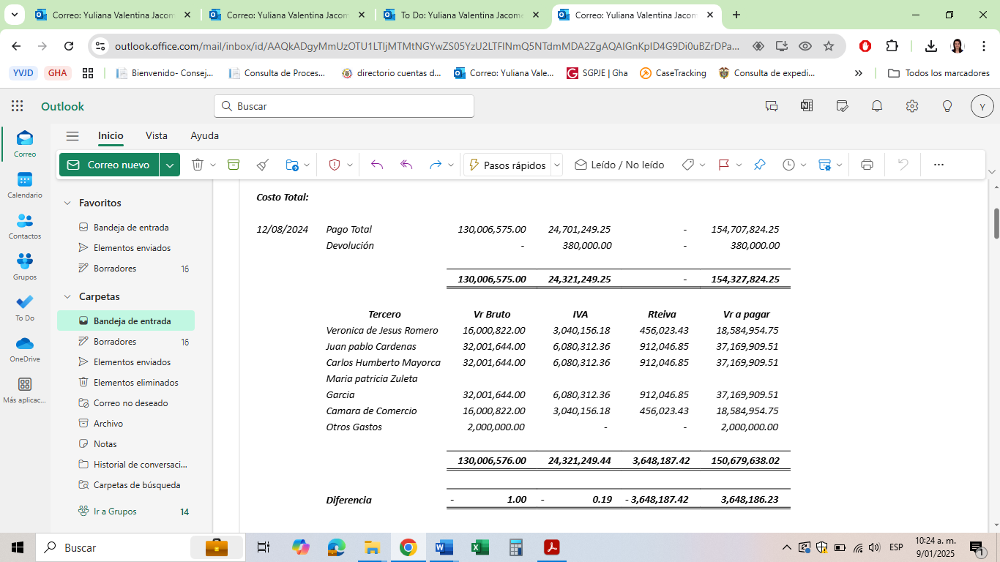 Correo: Yuliana Valentina Jacom
Correo: Yuliana Valentina Jacom
To Do: Yuliana Valentina Jacom
Correo: Yuliana Valentina Jacom
outlook.office.com/mail/inbox/id/AAQkADgyMmUzOTU1LTljMTMtNGYwZS05YzU2LTFlNmQ5NTdmMDA2ZgAQAIGnKpID4G9Di0uBZrDPa...
YVJD GHA Bienvenido- Consej... Consulta de Proces... directorio cuentas d... Correo: Yuliana Vale... SGPJE | Gha CaseTracking Consulta de expedi... » Todos los marcadores
Outlook Buscar Y
Inicio Vista Ayuda
Correo nuevo Pasos rápidos Leído / No leído ...
Correo
Calendario
Contactos
Grupos
To Do
OneDrive
Más aplicac...
Favoritos
Bandeja de entrada
Elementos enviados
Borradores 16
Carpetas
Bandeja de entrada
Borradores 16
Elementos enviados
Elementos eliminados
Correo no deseado
Archivo
Notas
Historial de conversaci...
Carpetas de búsqueda
Ir a Grupos 14
Costo Total:
12/08/2024 Pago Total 130,006,575.00 24,701,249.25 - 154,707,824.25
Devolución - 380,000.00 - 380,000.00
130,006,575.00 24,321,249.25 - 154,327,824.25
Tercero Vr Bruto IVA Rteiva Vr a pagar
Veronica de Jesus Romero 16,000,822.00 3,040,156.18 456,023.43 18,584,954.75
Juan pablo Cardenas 32,001,644.00 6,080,312.36 912,046.85 37,169,909.51
Carlos Humberto Mayorca 32,001,644.00 6,080,312.36 912,046.85 37,169,909.51
Maria patricia Zuleta
Garcia 32,001,644.00 6,080,312.36 912,046.85 37,169,909.51
Camara de Comercio 16,000,822.00 3,040,156.18 456,023.43 18,584,954.75
Otros Gastos 2,000,000.00 - - 2,000,000.00
130,006,576.00 24,321,249.44 3,648,187.42 150,679,638.02
Diferencia - 1.00 - 0.19 - 3,648,187.42 3,648,186.23
Buscar
ESP
10:24 a. m.
9/01/2025
1